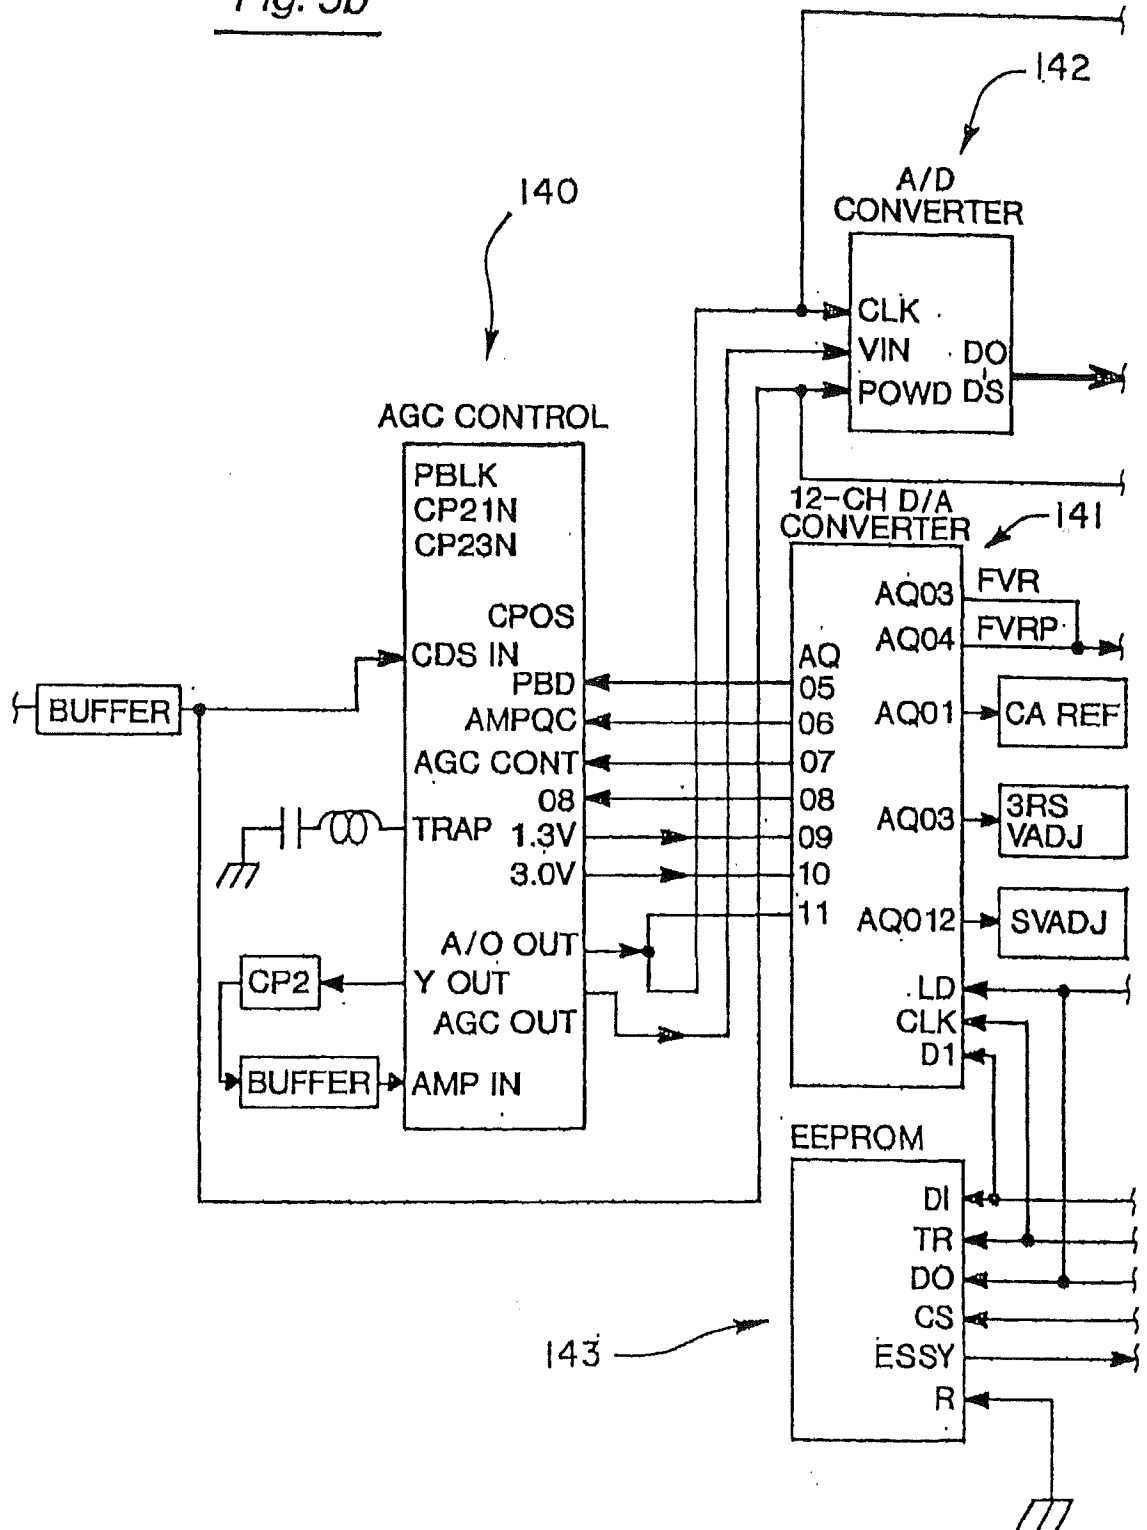 Fig. 5b
142
A/D
CONVERTER
140
CLK
VIN
DO
POWD
D'S
AGC CONTROL
PBLK
CP21N
CP23N
CPOS
CDS IN
PBD
AMPQC
AGC CONT
08
TRAP
1.3V
3.0V
A/O OUT
Y OUT
AGC OUT
AMP IN
BUFFER
CP2
BUFFER
12-CH D/A
CONVERTER
141
AQ03
FVR
AQ04
FVRP
AQ
05
06
07
08
09
10
11
AQ01
CA REF
AQ03
3RS
VADJ
AQ012
SVADJ
LD
CLK
D1
EEPROM
DI
TR
DO
CS
ESSY
R
143